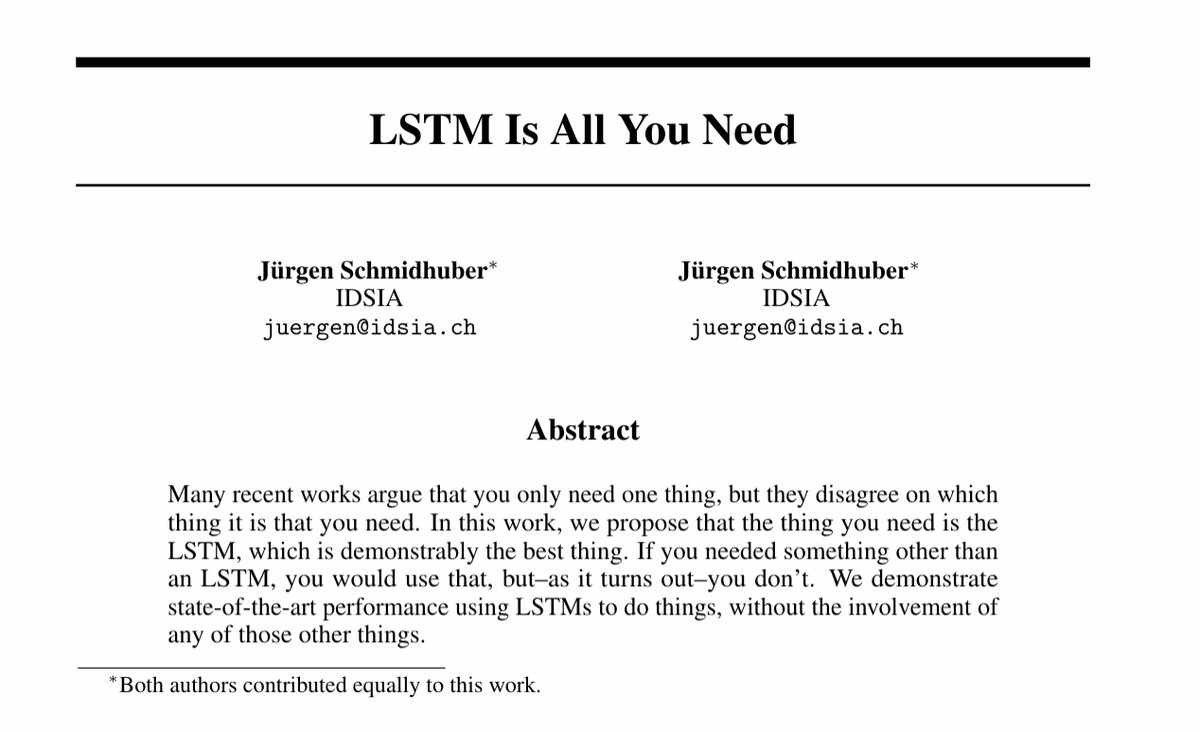 LSTM Is All You Need
Jürgen Schmidhuber* Jürgen Schmidhuber*
IDSIA IDSIA
juergen@idsia.ch juergen@idsia.ch
Abstract
Many recent works argue that you only need one thing, but they disagree on which
thing it is that you need. In this work, we propose that the thing you need is the
LSTM, which is demonstrably the best thing. If you needed something other than
an LSTM, you would use that, but–as it turns out–you don't. We demonstrate
state-of-the-art performance using LSTMs to do things, without the involvement of
any of those other things.
*Both authors contributed equally to this work.